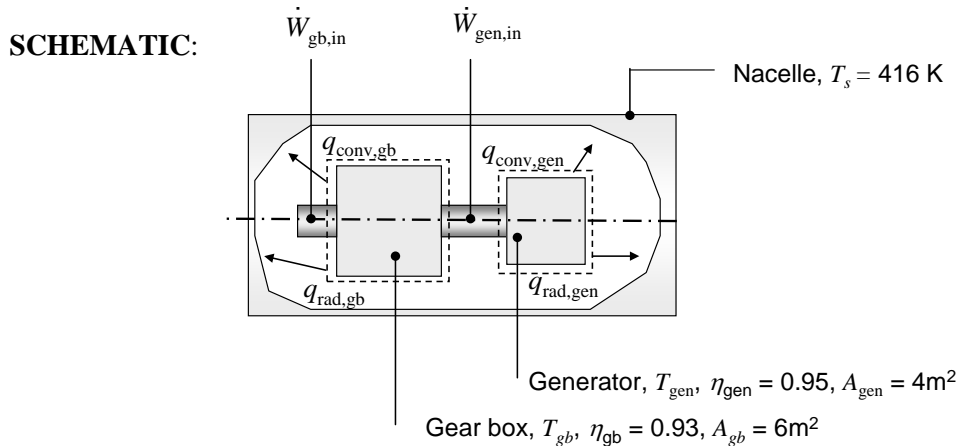 Ẇgb,in
Ẇgen,in
SCHEMATIC:
Nacelle, Ts = 416 K
qconv,gb
qconv,gen
qrad,gb
qrad,gen
Generator, Tgen, ηgen = 0.95, Agen = 4m²
Gear box, Tgb, ηgb = 0.93, Agb = 6m²